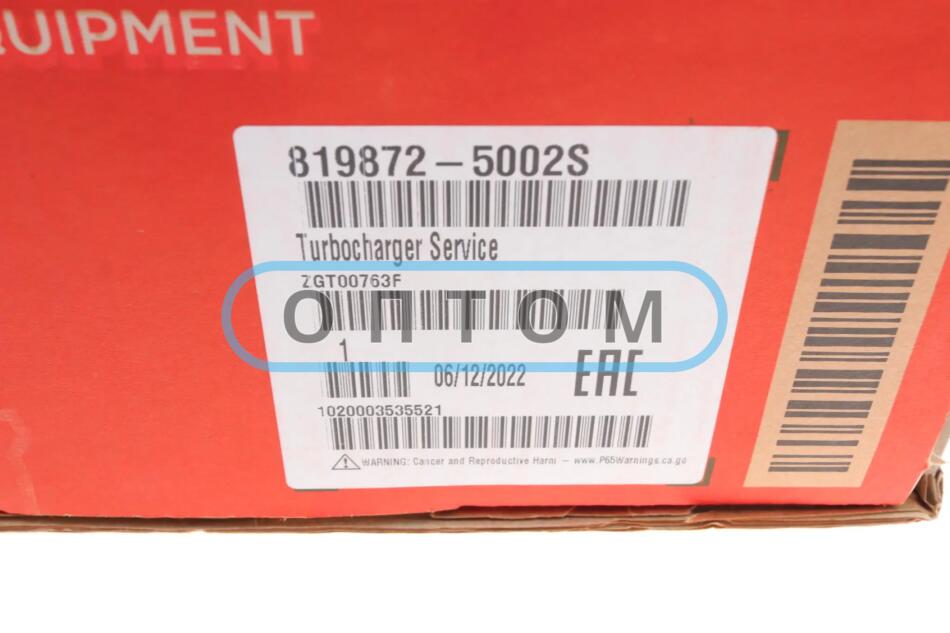 QUIPMENT
819872-5002S
Turbocharger Service
ZGT00763F
ОПТОМ
1
06/12/2022
EAC
1020003535521
WARNING: Cancer and Reproductive Harm - www.P65Warnings.ca.go